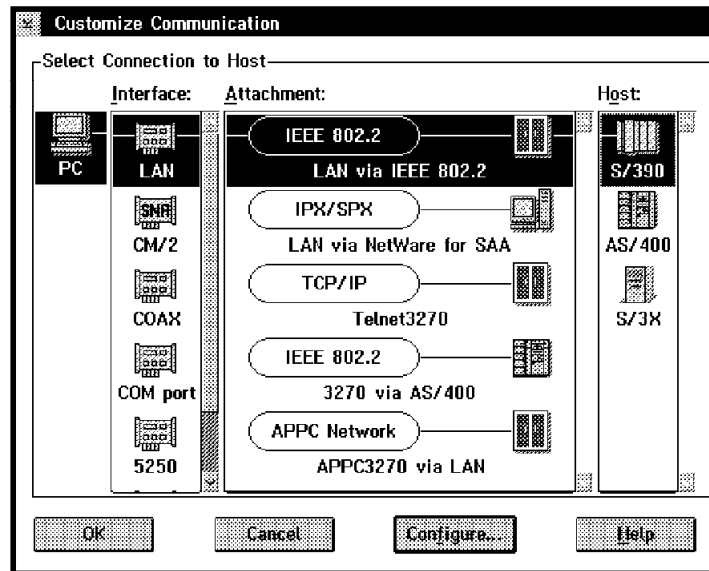 Customize Communication
Select Connection to Host
Interface: Attachment: Host:
PC
LAN
CM/2
COAX
COM port
5250
IEEE 802.2
LAN via IEEE 802.2
IPX/SPX
LAN via NetWare for SAA
TCP/IP
Telnet3270
IEEE 802.2
3270 via AS/400
APPC Network
APPC3270 via LAN
S/390
SNA
AS/400
S/3X
OK Cancel Configure... Help